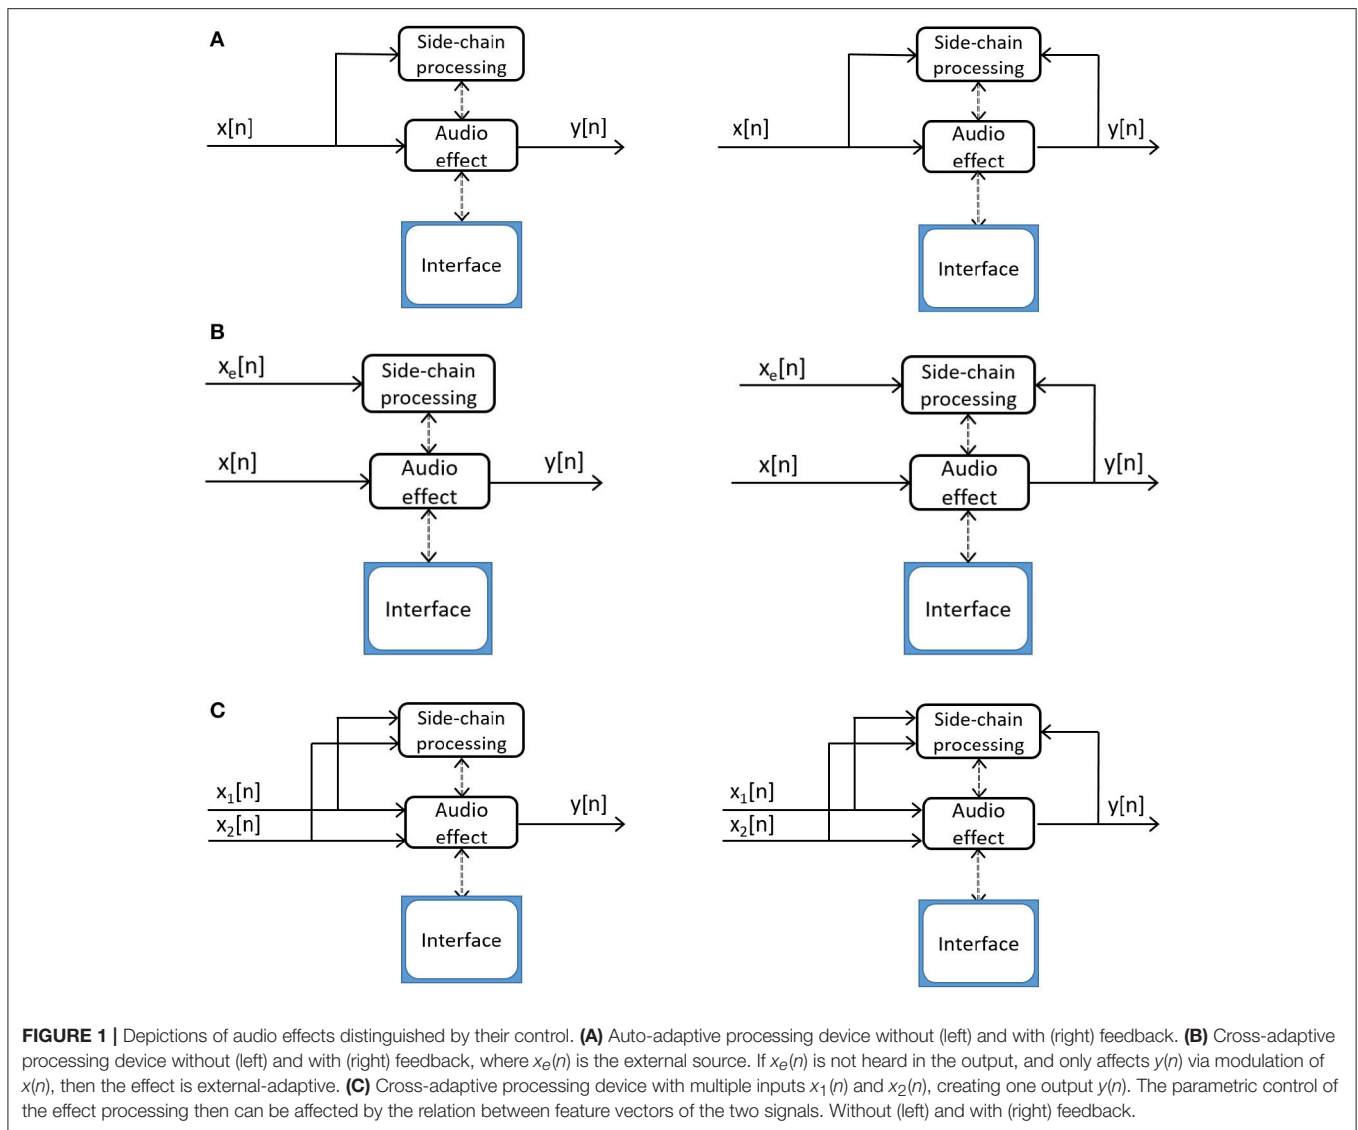 A
Side-chain
processing
x[n]
Audio
effect
y[n]
Interface
Side-chain
processing
x[n]
Audio
effect
y[n]
Interface
B
xₑ[n]
Side-chain
processing
x[n]
Audio
effect
y[n]
Interface
xₑ[n]
Side-chain
processing
x[n]
Audio
effect
y[n]
Interface
C
Side-chain
processing
x₁[n]
x₂[n]
Audio
effect
y[n]
Interface
Side-chain
processing
x₁[n]
x₂[n]
Audio
effect
y[n]
Interface
FIGURE 1 | Depictions of audio effects distinguished by their control. (A) Auto-adaptive processing device without (left) and with (right) feedback. (B) Cross-adaptive
processing device without (left) and with (right) feedback, where xₑ(n) is the external source. If xₑ(n) is not heard in the output, and only affects y(n) via modulation of
x(n), then the effect is external-adaptive. (C) Cross-adaptive processing device with multiple inputs x₁(n) and x₂(n), creating one output y(n). The parametric control of
the effect processing then can be affected by the relation between feature vectors of the two signals. Without (left) and with (right) feedback.